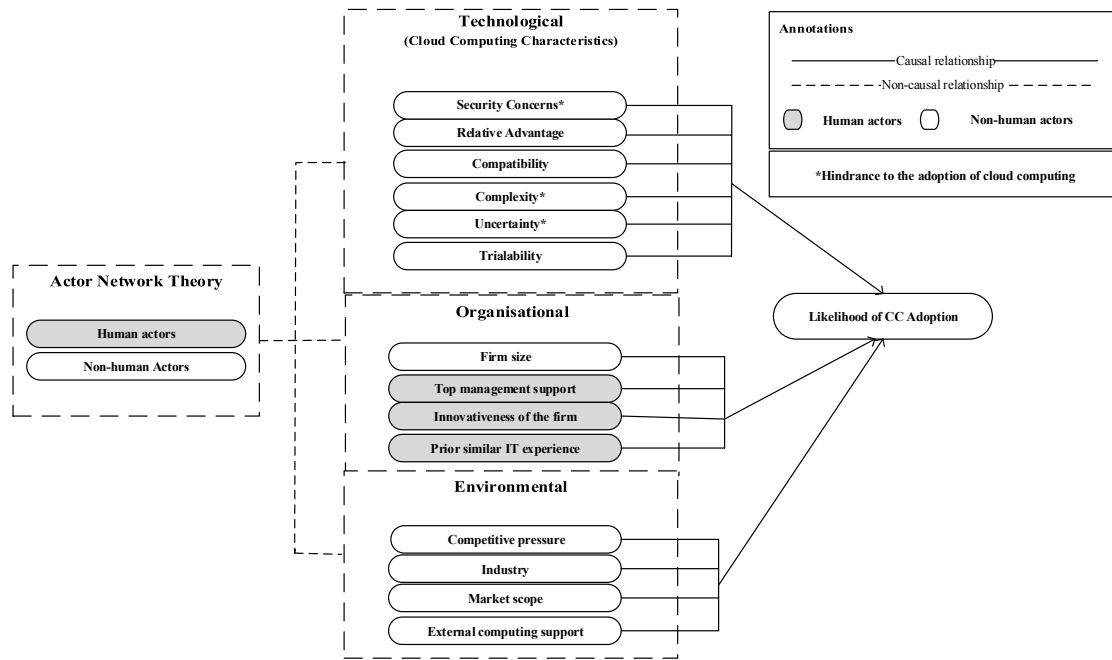 Technological
(Cloud Computing Characteristics)
Security Concerns*
Relative Advantage
Compatibility
Complexity*
Uncertainty*
Trialability
Annotations
Causal relationship
Non-causal relationship
Human actors
Non-human actors
*Hindrance to the adoption of cloud computing
Actor Network Theory
Human actors
Non-human Actors
Organisational
Firm size
Top management support
Innovativeness of the firm
Prior similar IT experience
Likelihood of CC Adoption
Environmental
Competitive pressure
Industry
Market scope
External computing support